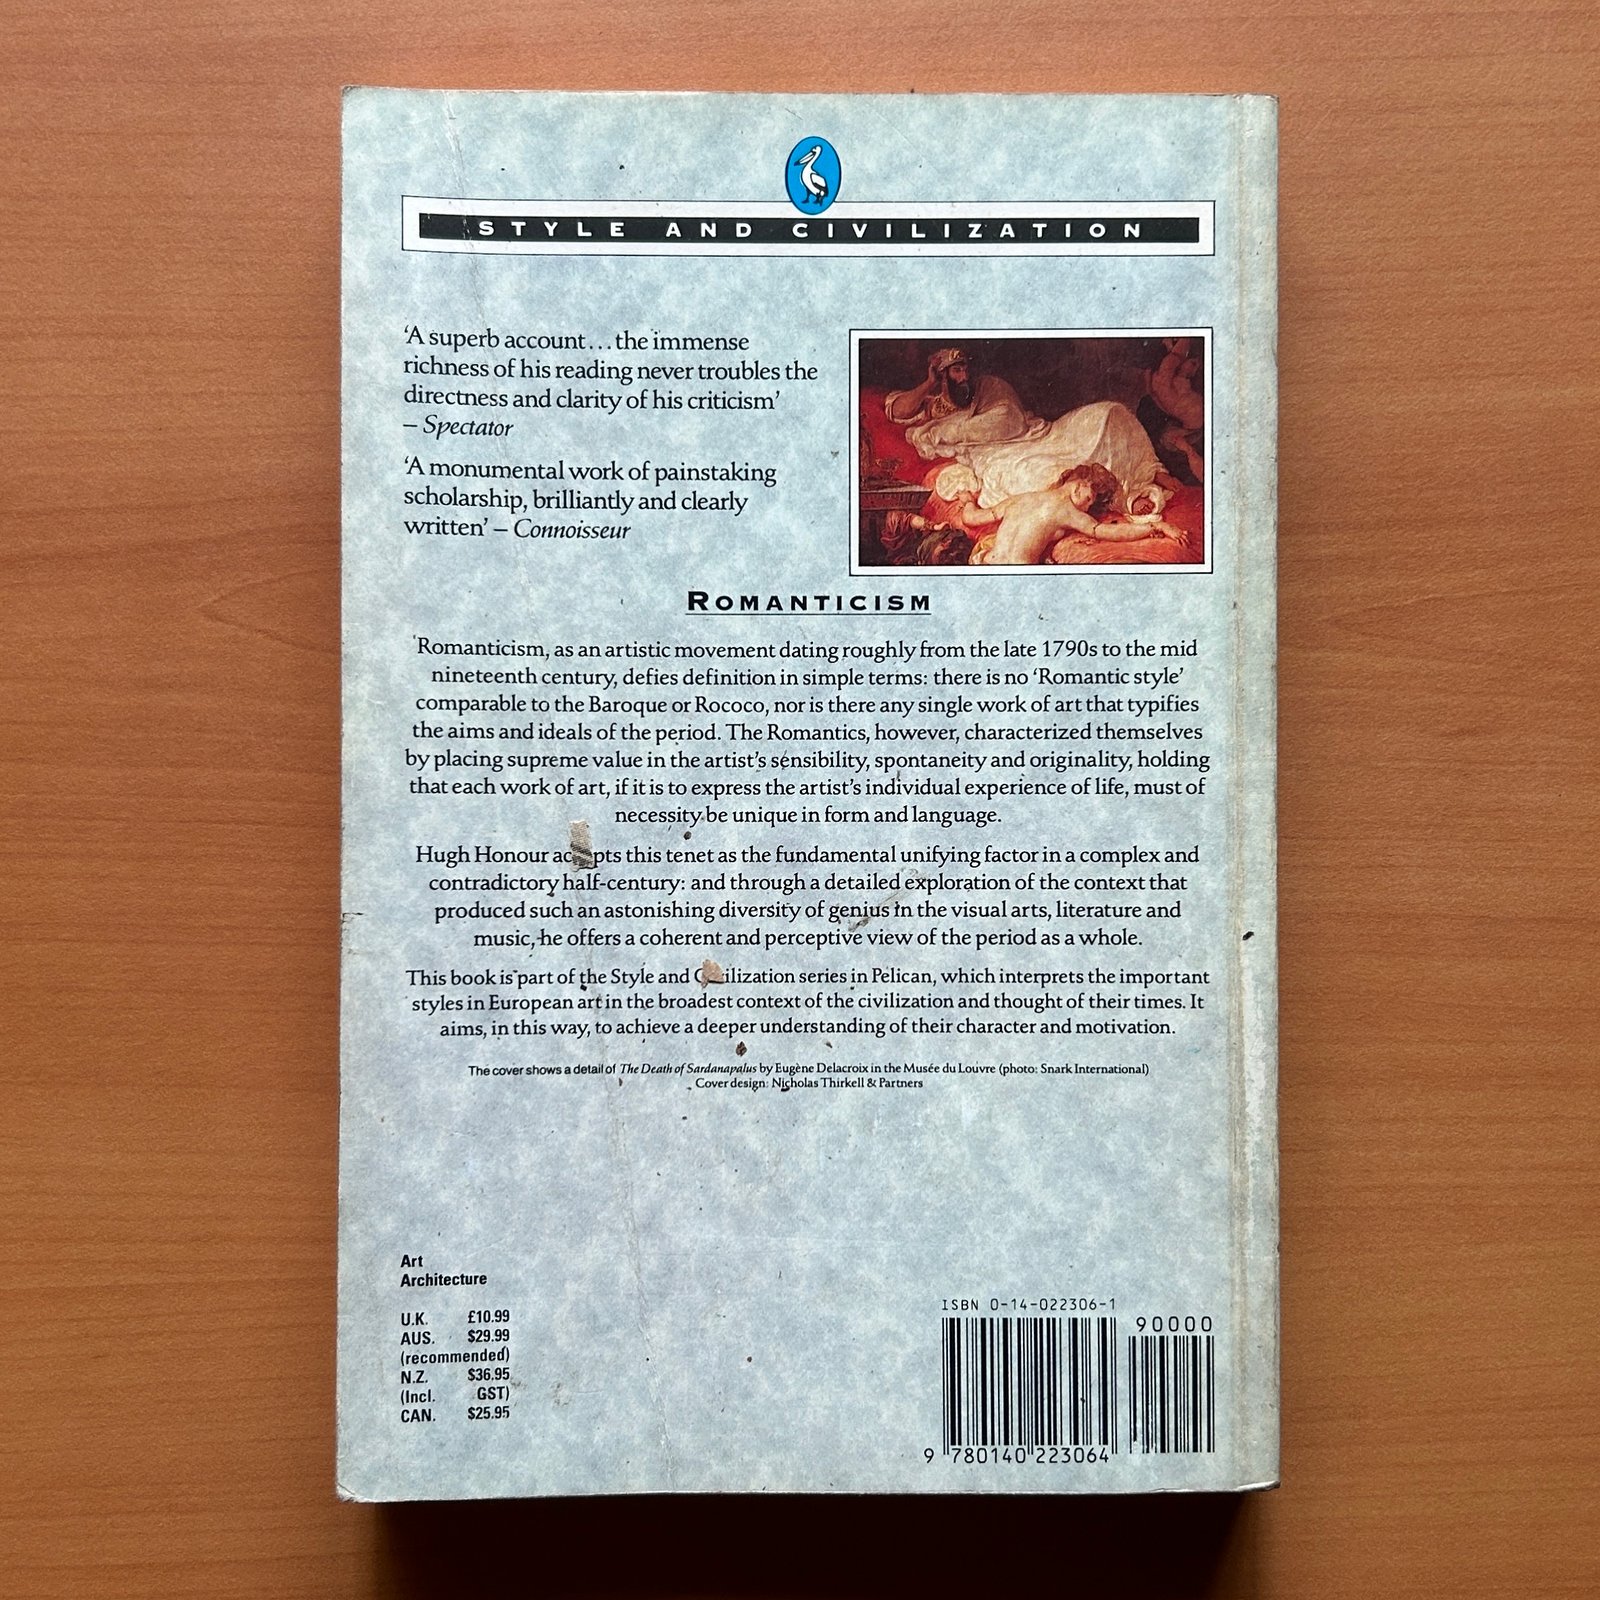 STYLE AND CIVILIZATION
‘A superb account...the immense
richness of his reading never troubles the
directness and clarity of his criticism’
– Spectator
‘A monumental work of painstaking
scholarship, brilliantly and clearly
written’ – Connoisseur
ROMANTICISM
Romanticism, as an artistic movement dating roughly from the late 1790s to the mid
nineteenth century, defies definition in simple terms: there is no ‘Romantic style’
comparable to the Baroque or Rococo, nor is there any single work of art that typifies
the aims and ideals of the period. The Romantics, however, characterized themselves
by placing supreme value in the artist’s sensibility, spontaneity and originality, holding
that each work of art, if it is to express the artist’s individual experience of life, must of
necessity be unique in form and language.
Hugh Honour accepts this tenet as the fundamental unifying factor in a complex and
contradictory half-century: and through a detailed exploration of the context that
produced such an astonishing diversity of genius in the visual arts, literature and
music, he offers a coherent and perceptive view of the period as a whole.
This book is part of the Style and Civilization series in Pelican, which interprets the important
styles in European art in the broadest context of the civilization and thought of their times. It
aims, in this way, to achieve a deeper understanding of their character and motivation.
The cover shows a detail of The Death of Sardanapalus by Eugène Delacroix in the Musée du Louvre (photo: Snark International)
Cover design: Nicholas Thirkell & Partners
Art
Architecture
U.K. £10.99
AUS. $29.99
(recommended)
N.Z. $36.95
(Incl. GST)
CAN. $25.95
ISBN 0-14-022306-1
90000
9 780140 223064